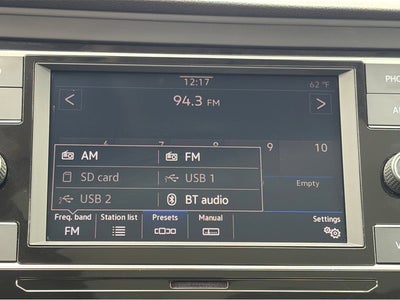 12:17
62°F
94.3 FM
PHO
9 10
AM FM
SD card USB 1
USB 2 BT audio
Empty
Freq. band Station list Presets Manual Settings
FM